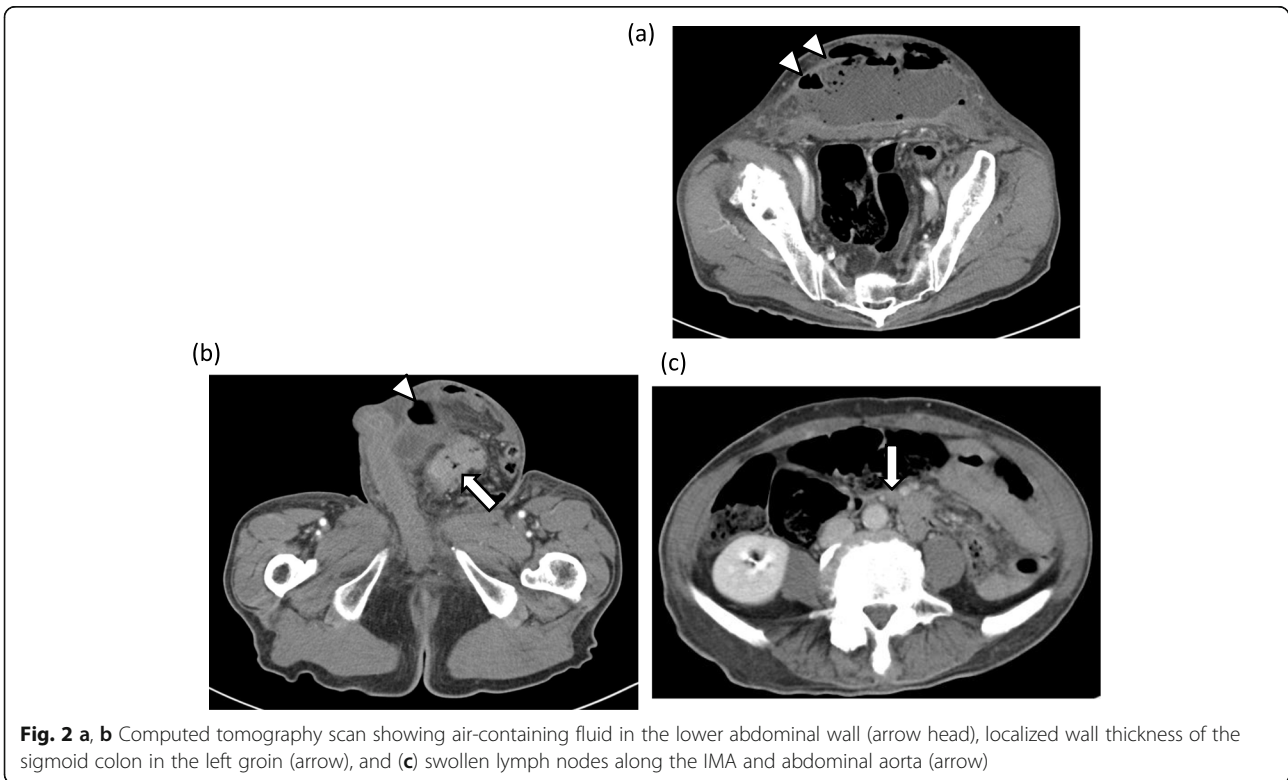 (a)
(b)
(c)
Fig. 2 a, b Computed tomography scan showing air-containing fluid in the lower abdominal wall (arrow head), localized wall thickness of the
sigmoid colon in the left groin (arrow), and (c) swollen lymph nodes along the IMA and abdominal aorta (arrow)